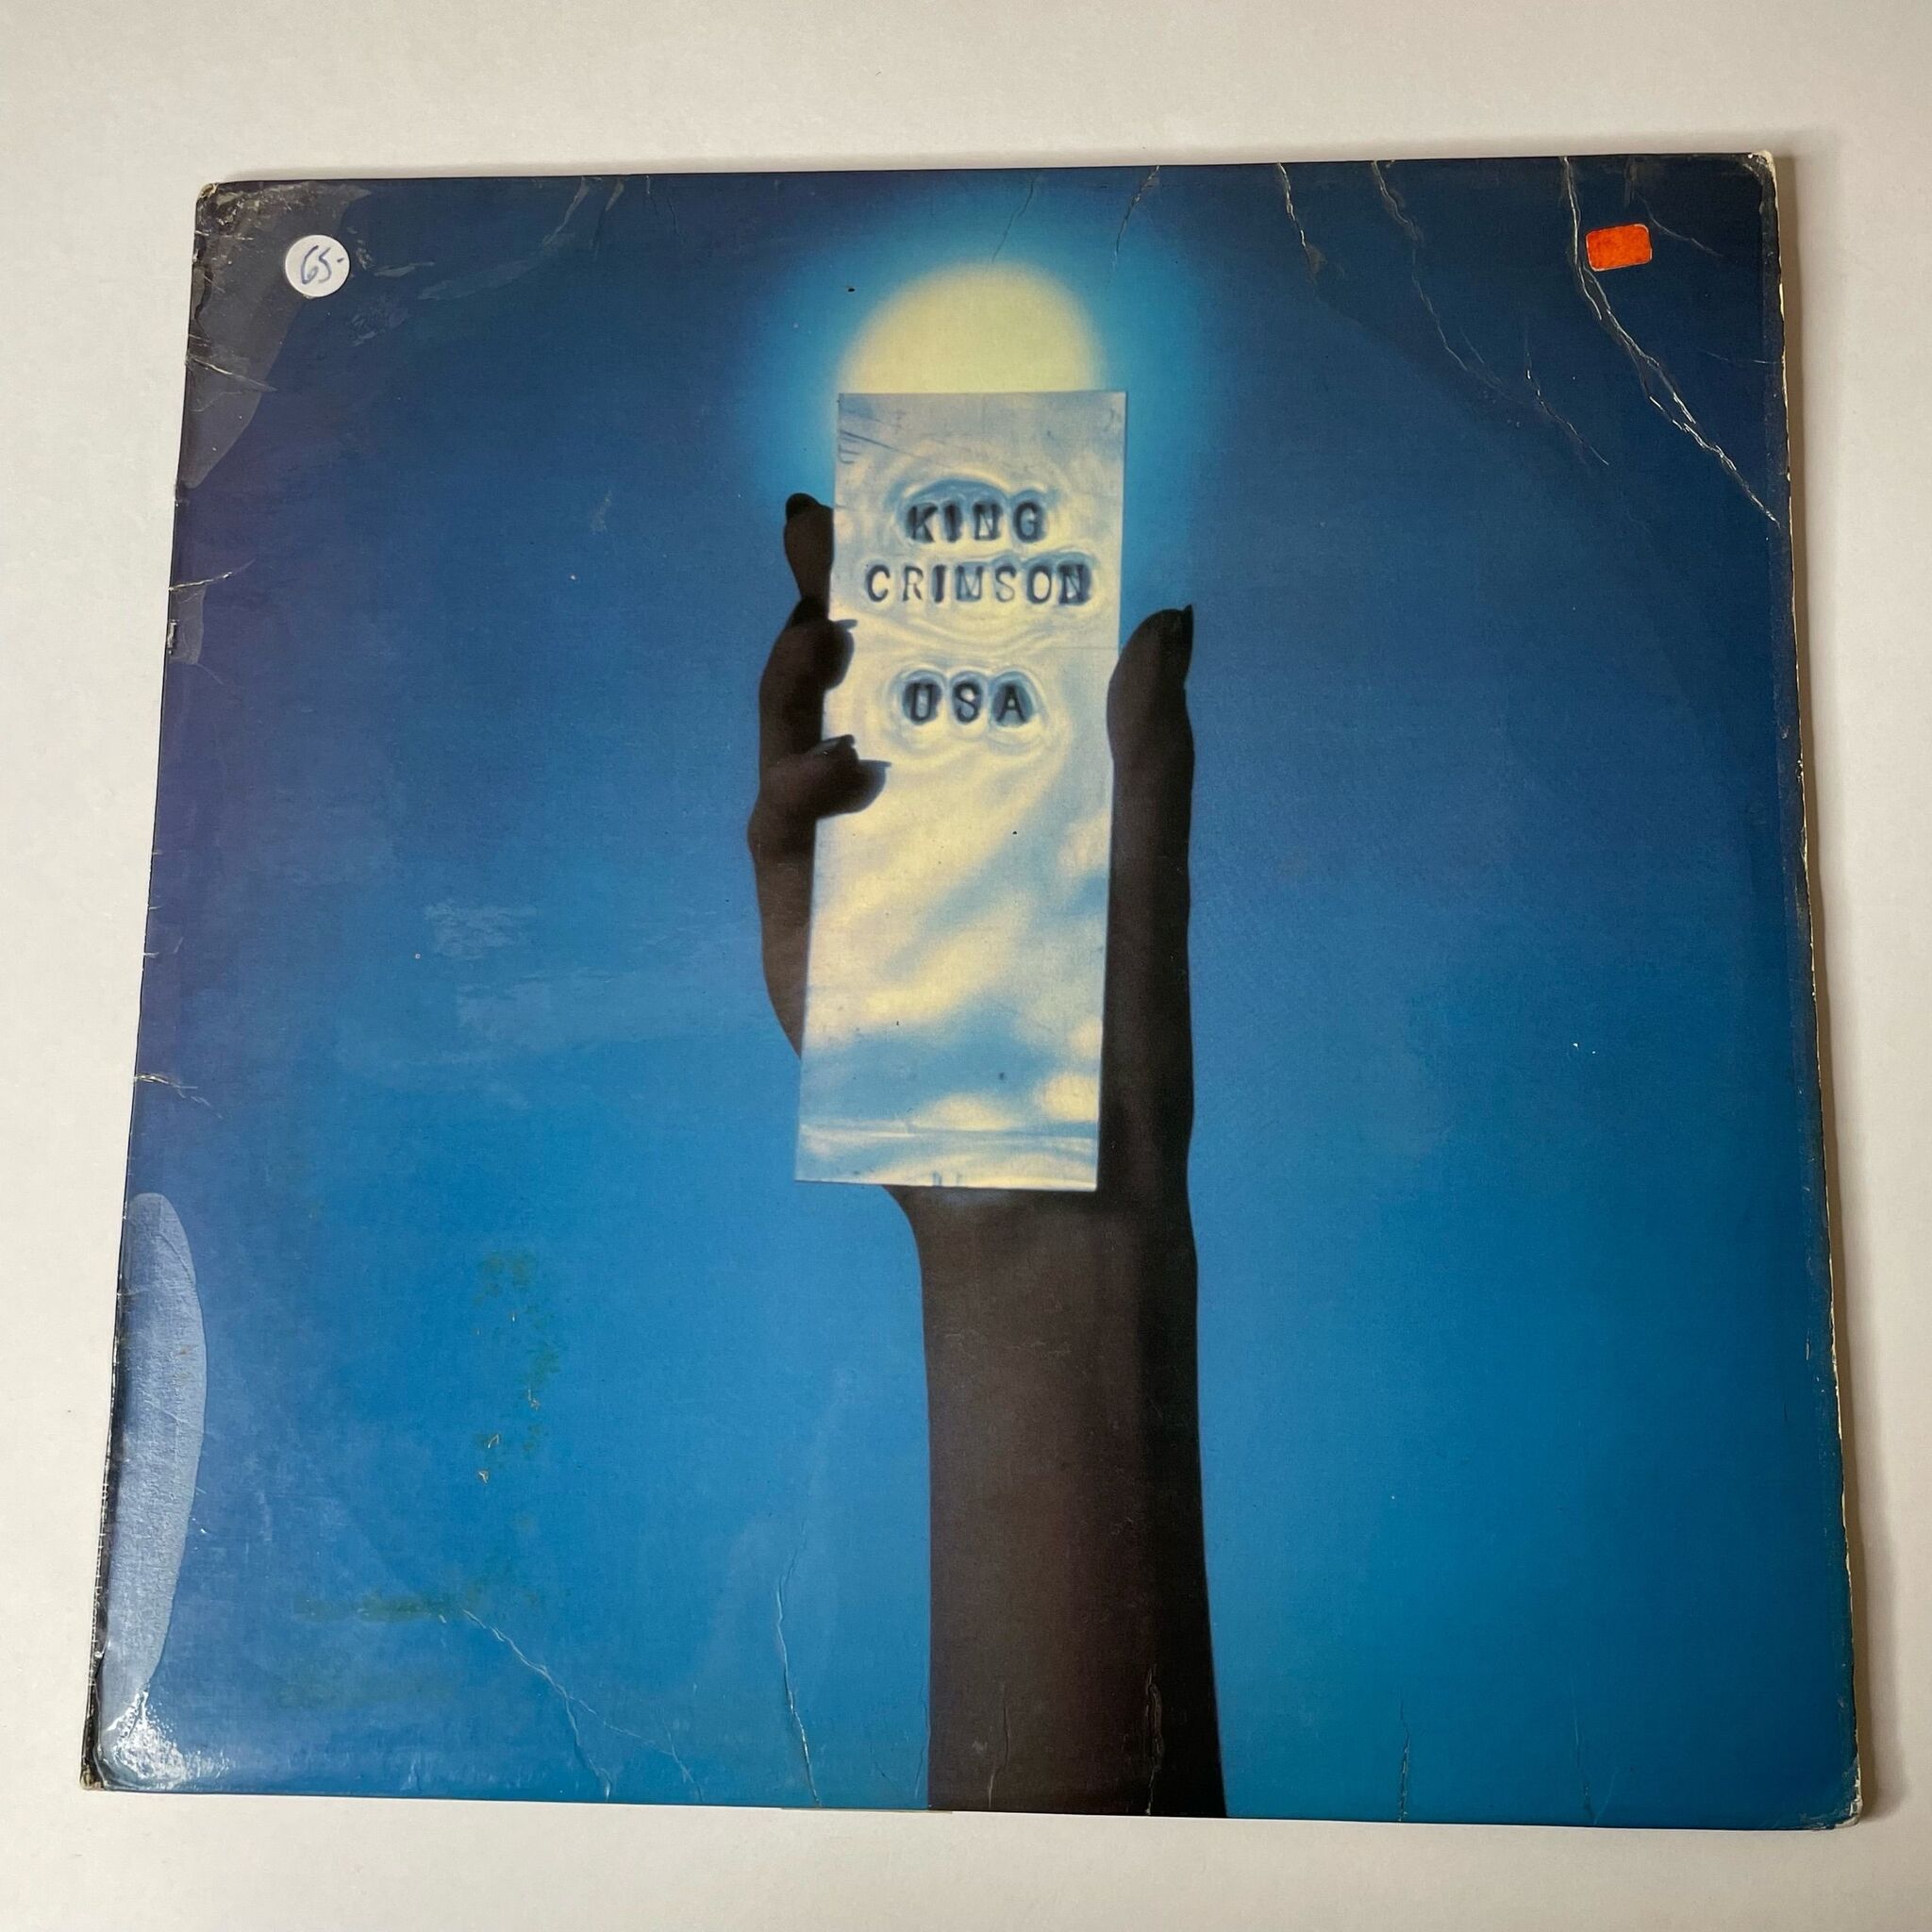 65.-
KING
CRIMSON
USA